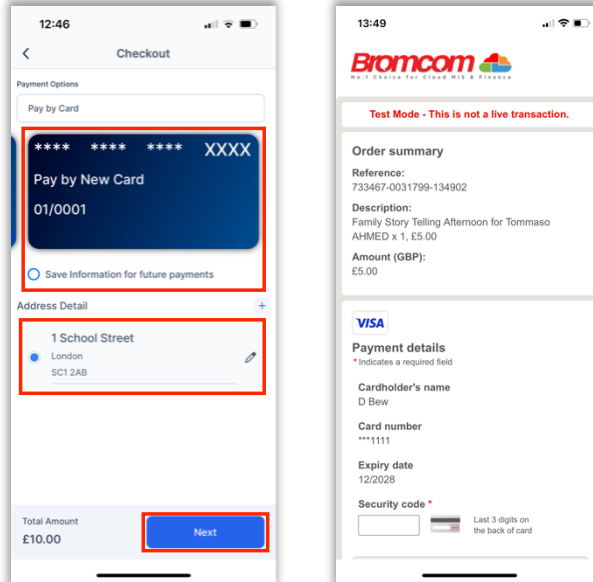 12:46
Checkout
Payment Options
Pay by Card
**** **** **** XXXX
Pay by New Card
01/0001
Save Information for future payments
Address Detail
1 School Street
London
SC1 2AB
Total Amount
£10.00
Next
13:49
Bromcom
No.1 Choice for Cloud MIS & Finance
Test Mode - This is not a live transaction.
Order summary
Reference:
733467-0031799-134902
Description:
Family Story Telling Afternoon for Tommaso
AHMED x 1, £5.00
Amount (GBP):
£5.00
VISA
Payment details
* Indicates a required field
Cardholder's name
D Bew
Card number
***1111
Expiry date
12/2028
Security code *
Last 3 digits on
the back of card